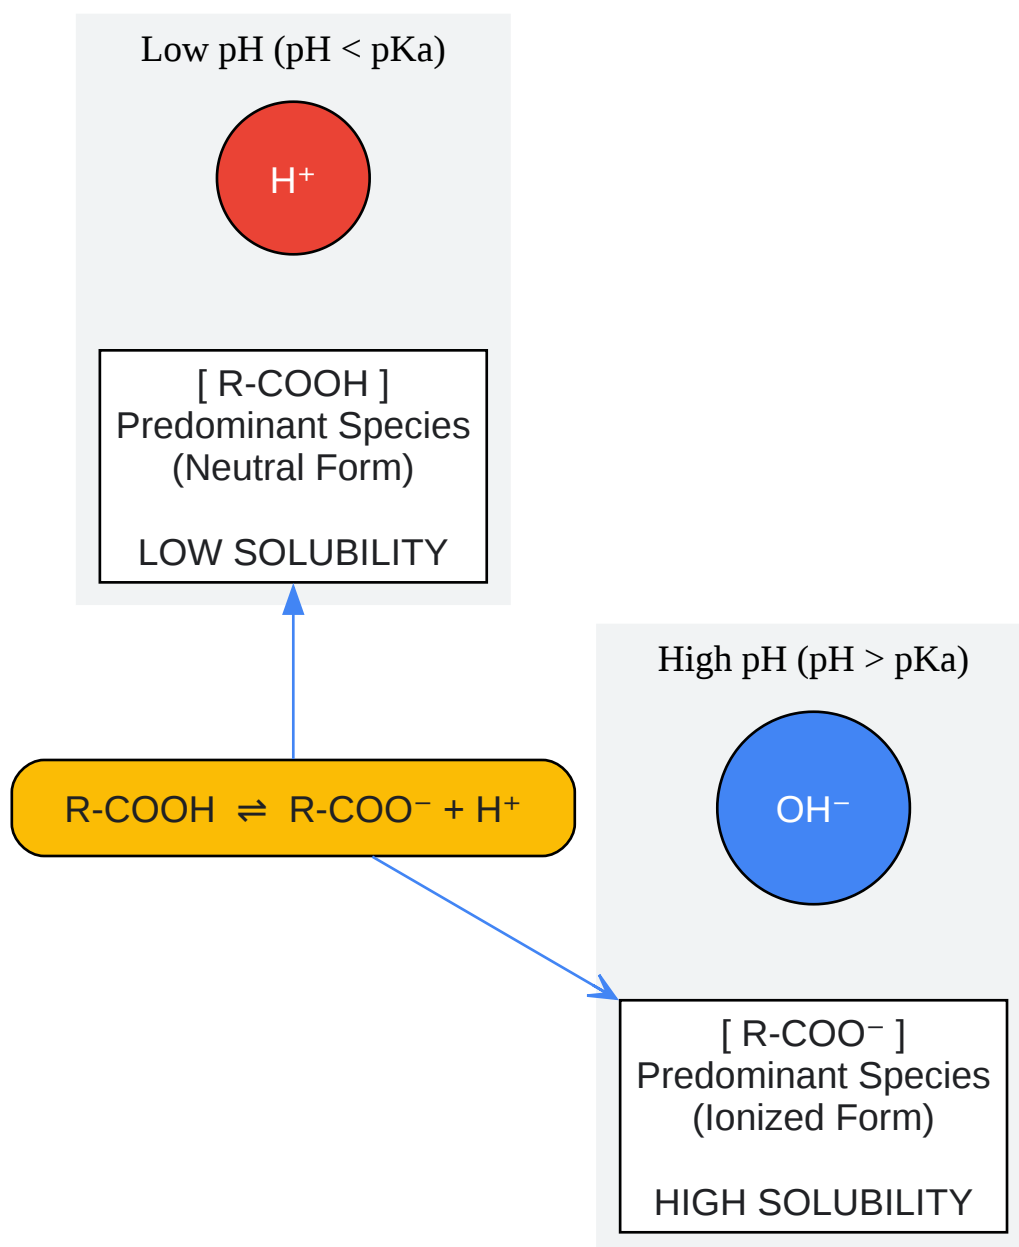 Low pH (pH < pKa)
H⁺
[ R-COOH ]
Predominant Species
(Neutral Form)
LOW SOLUBILITY
High pH (pH > pKa)
R-COOH ⇌ R-COO⁻ + H⁺
OH⁻
[ R-COO⁻ ]
Predominant Species
(Ionized Form)
HIGH SOLUBILITY